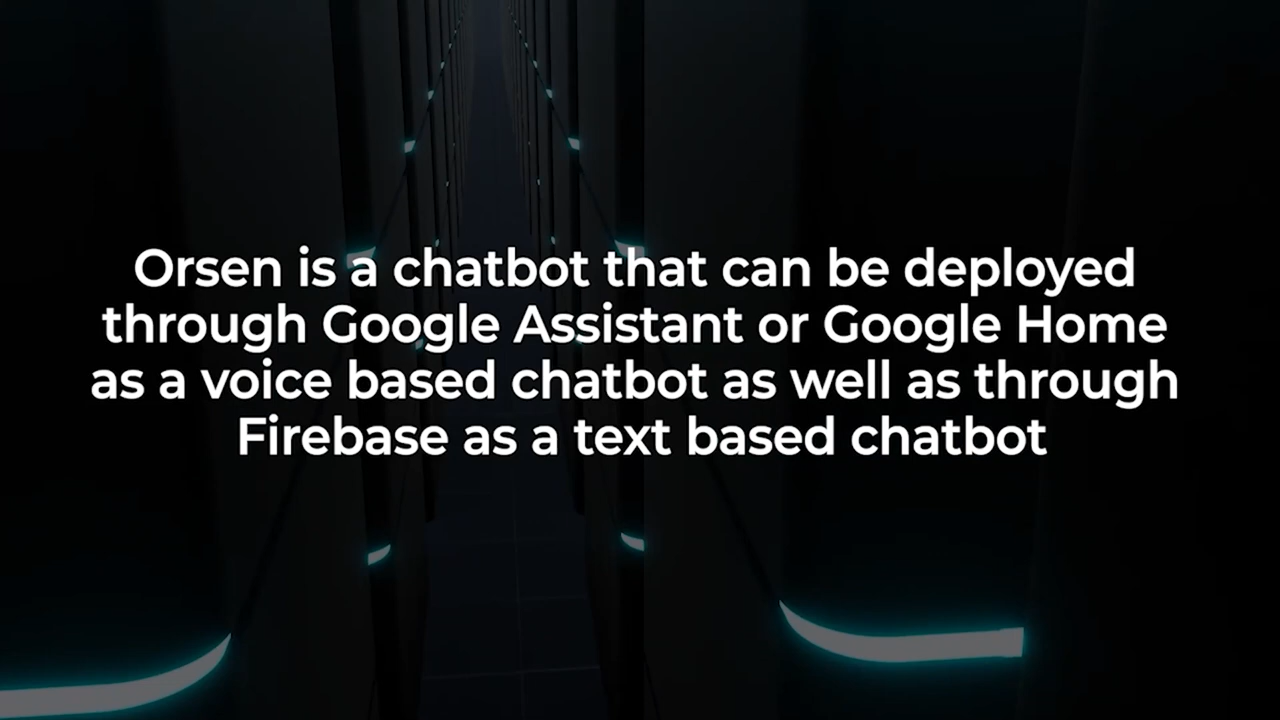 Orsen is a chatbot that can be deployed
through Google Assistant or Google Home
as a voice based chatbot as well as through
Firebase as a text based chatbot